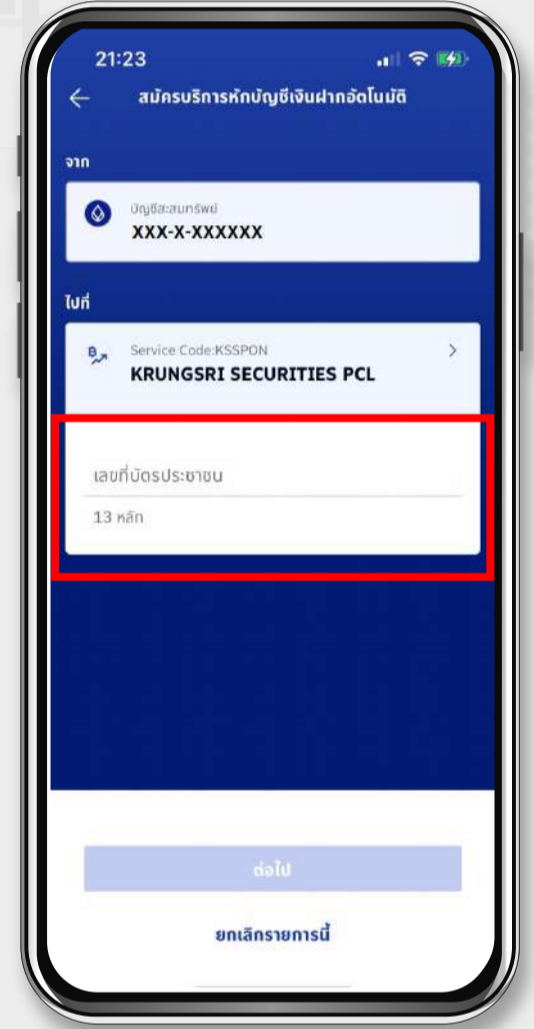 21:23
สมัครบริการหักบัญชีเงินฝากอัตโนมัติ
จาก
บัญชีสะสมทรัพย์
XXX-X-XXXXXX
ไปที่
Service Code:KSSPON
KRUNGSRI SECURITIES PCL
เลขที่บัตรประชาชน
13 หลัก
ต่อไป
ยกเลิกรายการนี้